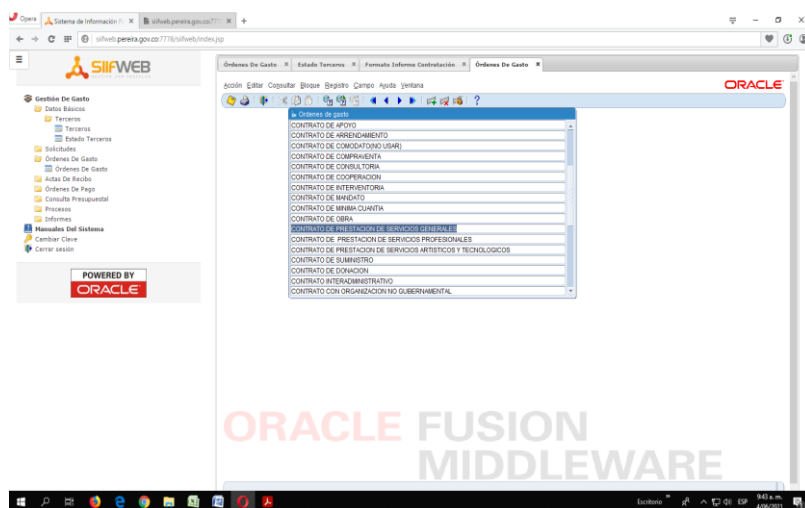 Opera Sistema de Información Fi siifweb.pereira.gov.co:777
siifweb.pereira.gov.co:7778/siifweb/index.jsp
SIIFWEB
Gestión De Gasto
Datos Básicos
Terceros
Terceros
Estado Terceros
Solicitudes
Órdenes De Gasto
Órdenes De Gasto
Actas De Recibo
Órdenes De Pago
Consulta Presupuestal
Procesos
Informes
Manuales Del Sistema
Cambiar Clave
Cerrar sesión
POWERED BY
ORACLE
Órdenes De Gasto Estado Terceros Formato Informe Contratación Órdenes De Gasto
Acción Editar Consultar Bloque Registro Campo Ayuda Ventana
ORACLE
Ordenes de gasto
CONTRATO DE APOYO
CONTRATO DE ARRENDAMIENTO
CONTRATO DE COMODATO(NO USAR)
CONTRATO DE COMPRAVENTA
CONTRATO DE CONSULTORIA
CONTRATO DE COOPERACION
CONTRATO DE INTERVENTORIA
CONTRATO DE MANDATO
CONTRATO DE MINIMA CUANTIA
CONTRATO DE OBRA
CONTRATO DE PRESTACION DE SERVICIOS GENERALES
CONTRATO DE PRESTACION DE SERVICIOS PROFESIONALES
CONTRATO DE PRESTACION DE SERVICIOS ARTISTICOS Y TECNOLOGICOS
CONTRATO DE SUMINISTRO
CONTRATO DE DONACION
CONTRATO INTERADMINISTRATIVO
CONTRATO CON ORGANIZACION NO GUBERNAMENTAL
ORACLE FUSION
MIDDLEWARE
Escritorio ESP 9:43 a. m.
4/06/2021